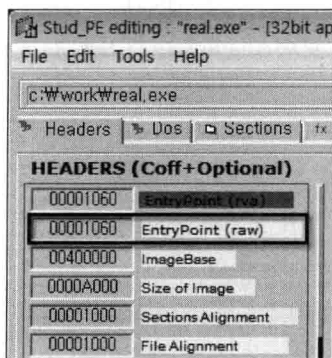 Stud_PE editing : "real.exe" - [32bit ap
File Edit Tools Help
c:₩work₩real.exe
Headers Dos Sections fx
HEADERS (Coff+Optional)
00001060 EntryPoint (rva)
00001060 EntryPoint (raw)
00400000 ImageBase
0000A000 Size of Image
00001000 Sections Alignment
00001000 File Alignment